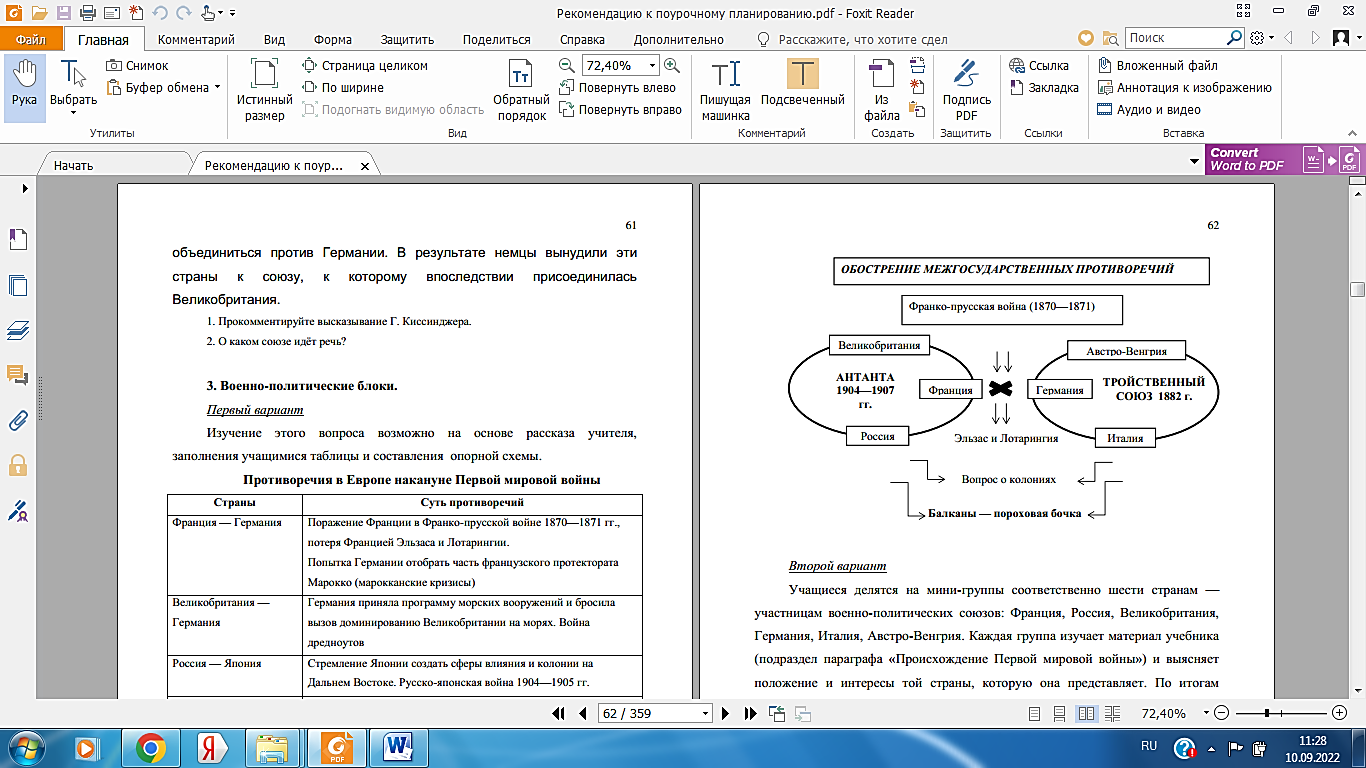 Рекомендацию к поурочному планированию.pdf - Foxit Reader
Файл Главная Комментарий Вид Форма Защитить Поделиться Справка Дополнительно Расскажите, что хотите сдел Поиск
Рука
Выбрать
Снимок
Буфер обмена
Утилиты
Истинный размер
Страница целиком
По ширине
Подогнать видимую область
Обратный порядок
72,40%
Повернуть влево
Повернуть вправо
Вид
Пишущая машинка
Подсвеченный
Комментарий
Из файла
Создать
Подпись PDF
Защитить
Ссылка
Закладка
Ссылки
Вложенный файл
Аннотация к изображению
Аудио и видео
Вставка
Начать
Рекомендацию к поур...
Convert
Word to PDF
61
объединиться против Германии. В результате немцы вынудили эти
страны к союзу, к которому впоследствии присоединилась
Великобритания.
1. Прокомментируйте высказывание Г. Киссинджера.
2. О каком союзе идёт речь?
3. Военно-политические блоки.
Первый вариант
Изучение этого вопроса возможно на основе рассказа учителя,
заполнения учащимися таблицы и составления опорной схемы.
Противоречия в Европе накануне Первой мировой войны
Страны Суть противоречий
Франция — Германия
Поражение Франции в Франко-прусской войне 1870—1871 гг.,
потеря Францией Эльзаса и Лотарингии.
Попытка Германии отобрать часть французского протектората
Марокко (марокканские кризисы)
Великобритания —
Германия
Германия приняла программу морских вооружений и бросила
вызов доминированию Великобритании на морях. Война
дредноутов
Россия — Япония
Стремление Японии создать сферы влияния и колонии на
Дальнем Востоке. Русско-японская война 1904—1905 гг.
62
ОБОСТРЕНИЕ МЕЖГОСУДАРСТВЕННЫХ ПРОТИВОРЕЧИЙ
Франко-прусская война (1870—1871)
Великобритания
АНТАНТА
1904—1907
гг.
Франция
Россия
Австро-Венгрия
Германия
ТРОЙСТВЕННЫЙ
СОЮЗ 1882 г.
Италия
Эльзас и Лотарингия
Вопрос о колониях
Балканы — пороховая бочка
Второй вариант
Учащиеся делятся на мини-группы соответственно шести странам —
участницам военно-политических союзов: Франция, Россия, Великобритания,
Германия, Италия, Австро-Венгрия. Каждая группа изучает материал учебника
(подраздел параграфа «Происхождение Первой мировой войны») и выясняет
положение и интересы той страны, которую она представляет. По итогам
62 / 359
72,40%
RU
11:28
10.09.2022